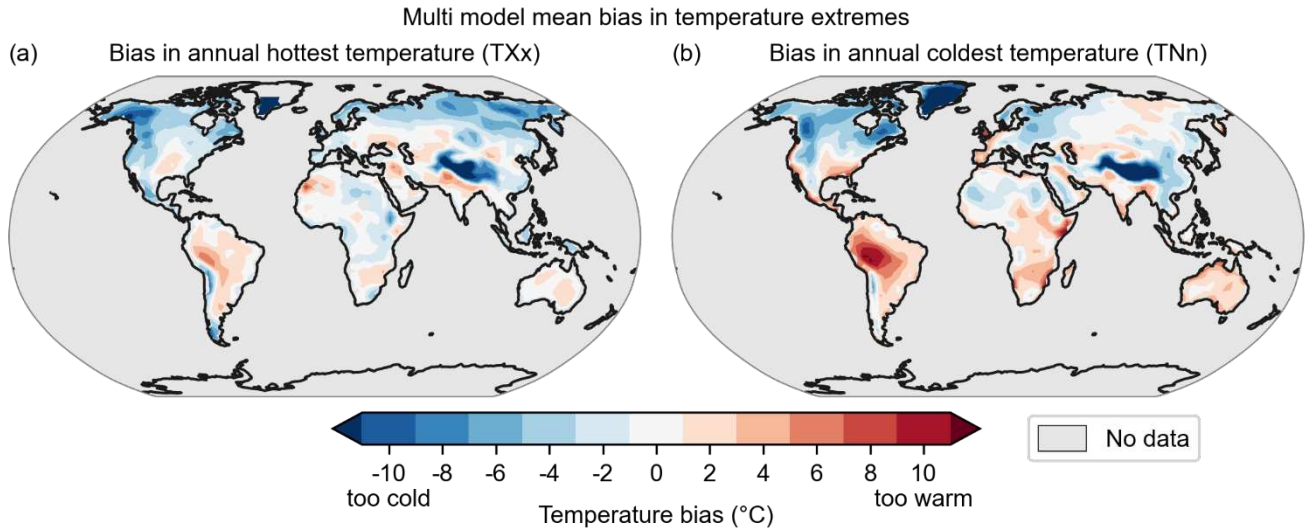 Multi model mean bias in temperature extremes
(a) Bias in annual hottest temperature (TXx)
(b) Bias in annual coldest temperature (TNn)
-10 -8 -6 -4 -2 0 2 4 6 8 10
too cold too warm
Temperature bias (°C)
No data